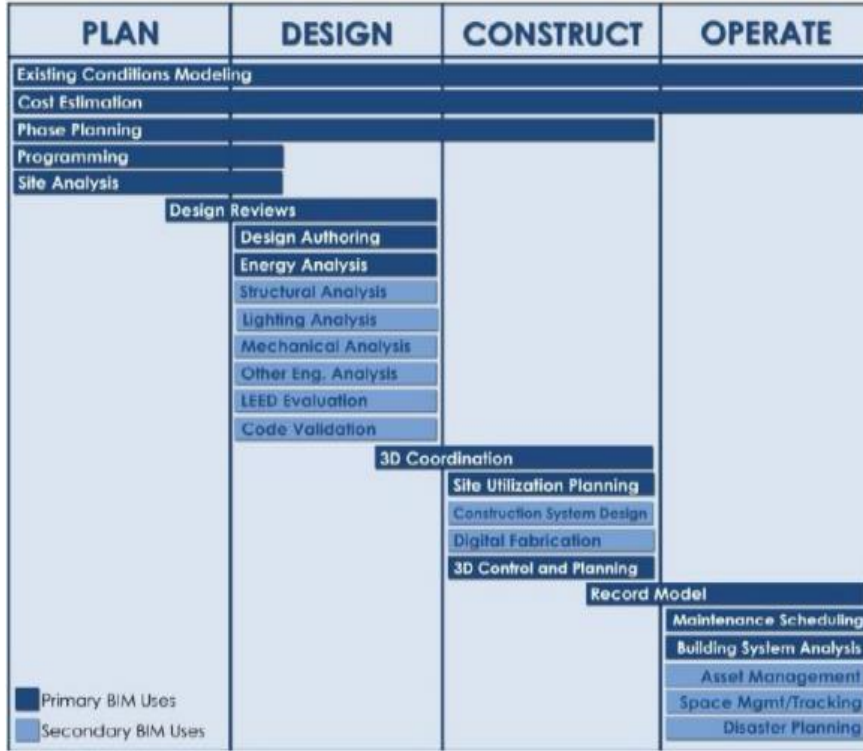 PLAN DESIGN CONSTRUCT OPERATE
Existing Conditions Modeling
Cost Estimation
Phase Planning
Programming
Site Analysis
Design Reviews
Design Authoring
Energy Analysis
Structural Analysis
Lighting Analysis
Mechanical Analysis
Other Eng. Analysis
LEED Evaluation
Code Validation
3D Coordination
Site Utilization Planning
Construction System Design
Digital Fabrication
3D Control and Planning
Record Model
Maintenance Scheduling
Building System Analysis
Asset Management
Space Mgmt/Tracking
Disaster Planning
Primary BIM Uses
Secondary BIM Uses